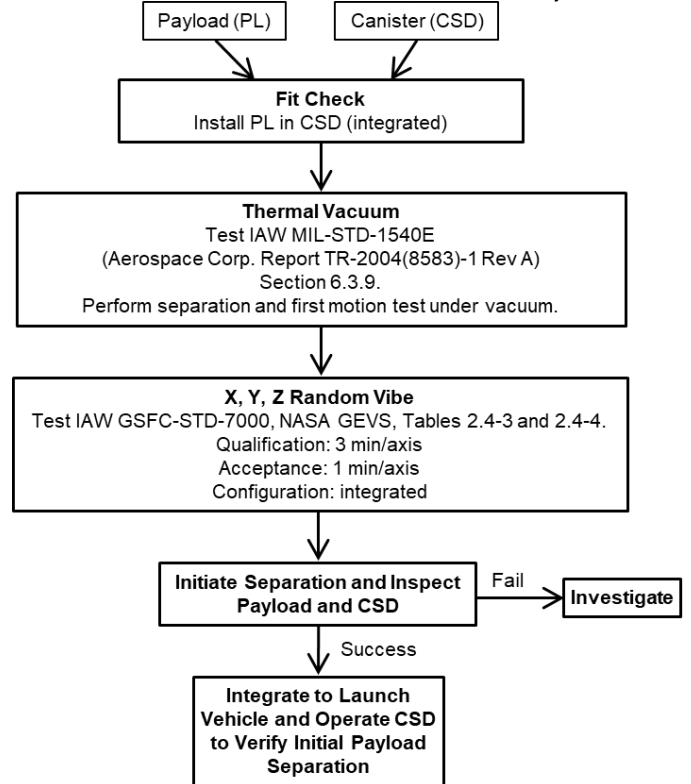 Payload (PL)
Canister (CSD)
Fit Check
Install PL in CSD (integrated)
Thermal Vacuum
Test IAW MIL-STD-1540E
(Aerospace Corp. Report TR-2004(8583)-1 Rev A)
Section 6.3.9.
Perform separation and first motion test under vacuum.
X, Y, Z Random Vibe
Test IAW GSFC-STD-7000, NASA GEVS, Tables 2.4-3 and 2.4-4.
Qualification: 3 min/axis
Acceptance: 1 min/axis
Configuration: integrated
Initiate Separation and Inspect
Payload and CSD
Fail
Investigate
Success
Integrate to Launch
Vehicle and Operate CSD
to Verify Initial Payload
Separation